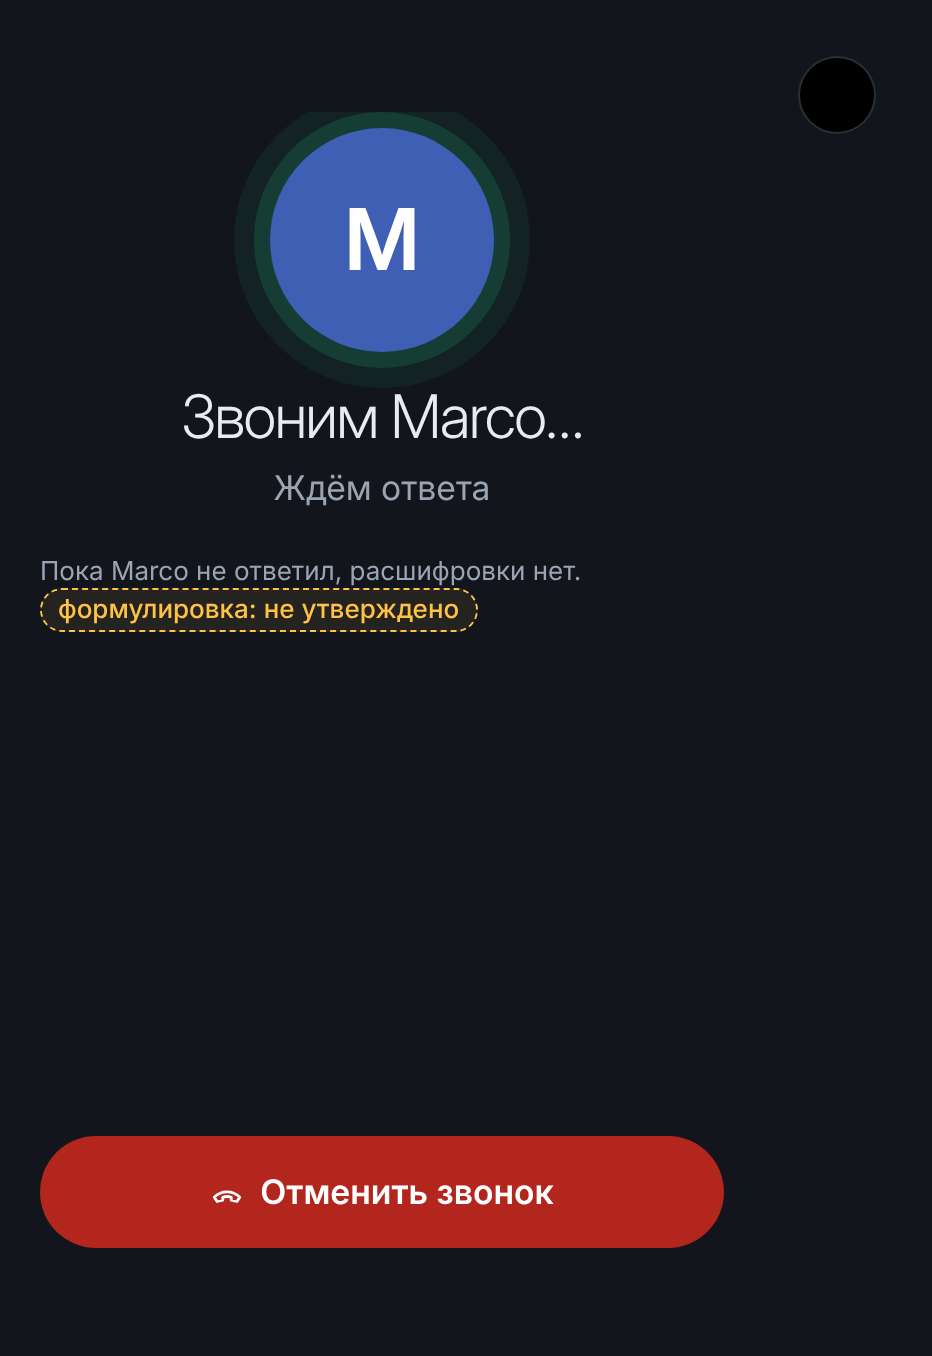 M
Звоним Marco...
Ждём ответа
Пока Marco не ответил, расшифровки нет.
формулировка: не утверждено
Отменить звонок